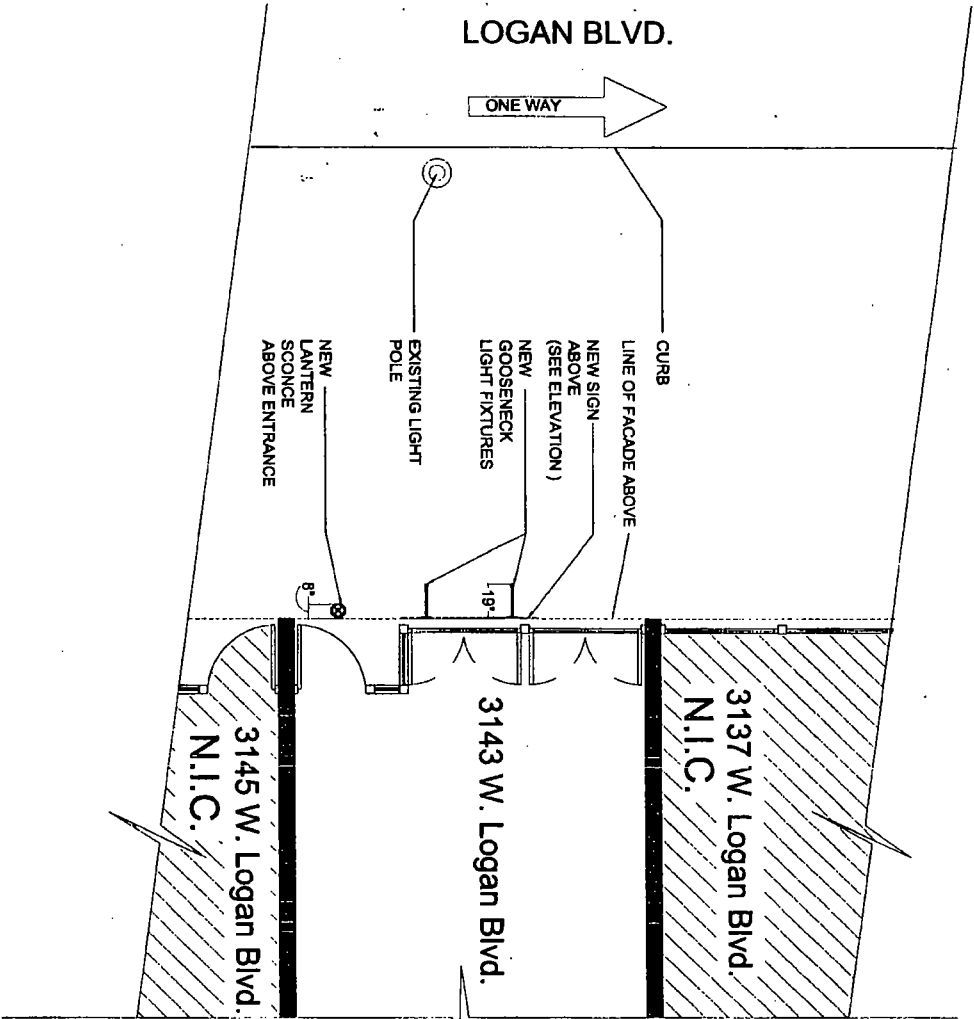 LOGAN BLVD.
ONE WAY
CURB
LINE OF FACADE ABOVE
NEW SIGN
ABOVE
(SEE ELEVATION )
NEW
GOOSENECK
LIGHT FIXTURES
EXISTING LIGHT
POLE
NEW
LANTERN
SCONCE
ABOVE ENTRANCE
8"
19"
3137 W. Logan Blvd.
N.I.C.
3143 W. Logan Blvd.
3145 W. Logan Blvd.
N.I.C.